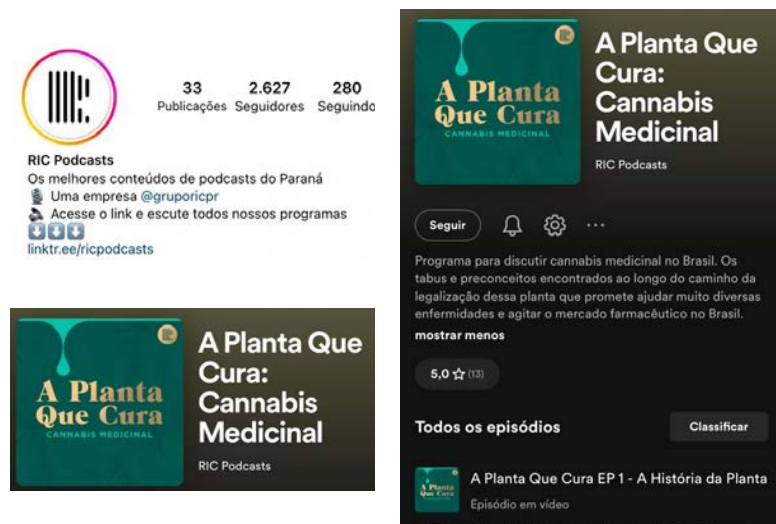 33 2.627 280
Publicações Seguidores Seguindo
RIC Podcasts
Os melhores conteúdos de podcasts do Paraná
Uma empresa @gruporicpr
Acesse o link e escute todos nossos programas
linktr.ee/ricpodcasts
A Planta
Que Cura
CANNABIS MEDICINAL
A Planta Que
Cura:
Cannabis
Medicinal
RIC Podcasts
A Planta
Que Cura
CANNABIS MEDICINAL
A Planta Que
Cura:
Cannabis
Medicinal
RIC Podcasts
Seguir
Programa para discutir cannabis medicinal no Brasil. Os
tabus e preconceitos encontrados ao longo do caminho da
legalização dessa planta que promete ajudar muito diversas
enfermidades e agitar o mercado farmacêutico no Brasil.
mostrar menos
5,0 (13)
Todos os episódios
Classificar
A Planta
Que Cura
A Planta Que Cura EP 1 - A História da Planta
Episódio em vídeo